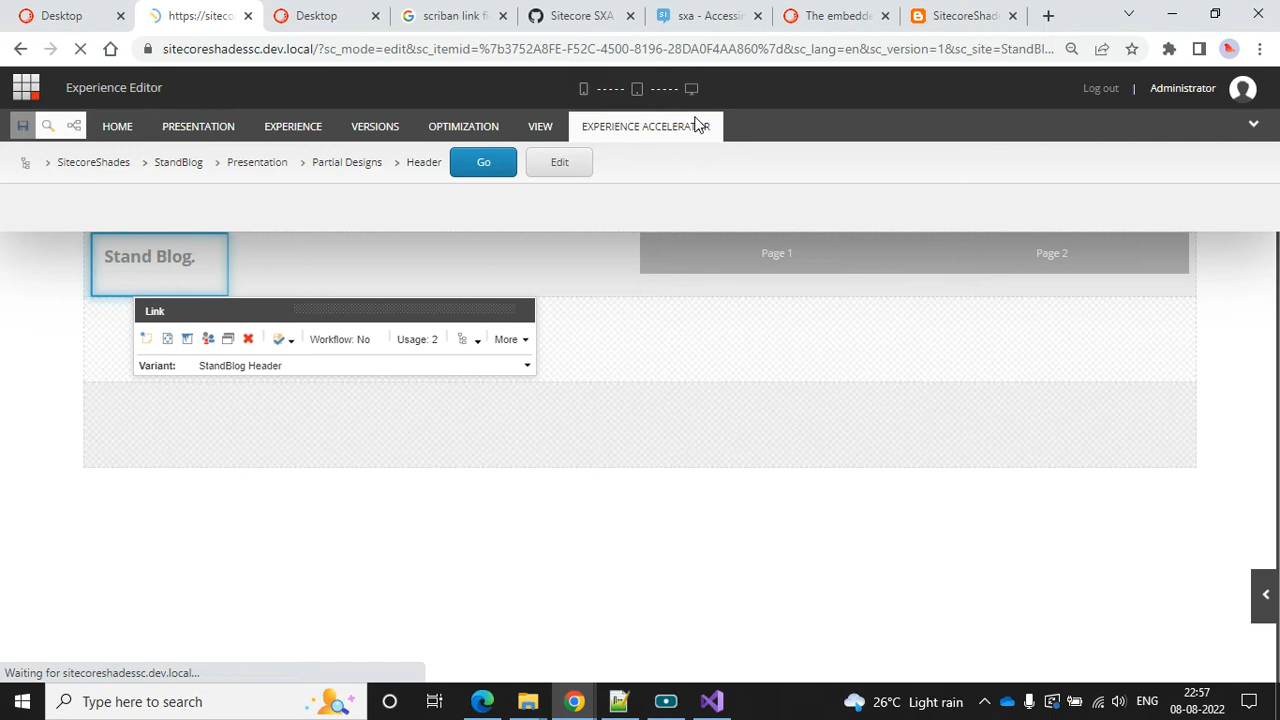 Desktop
https://siteco
Desktop
scriban link fi
Sitecore SXA
sxa - Accessin
The embedde
SitecoreShad
sitecoreshadessc.dev.local/?sc_mode=edit&sc_itemid=%7b3752A8FE-F52C-4500-8196-28DA0F4AA860%7d&sc_lang=en&sc_version=1&sc_site=StandBl...
Experience Editor
Log out | Administrator
HOME PRESENTATION EXPERIENCE VERSIONS OPTIMIZATION VIEW EXPERIENCE ACCELERATOR
SitecoreShades StandBlog Presentation Partial Designs Header Go Edit
Stand Blog.
Page 1 Page 2
Link
Workflow: No Usage: 2 More
Variant: StandBlog Header
Waiting for sitecoreshadessc.dev.local...
Type here to search
26°C Light rain
ENG
22:57
08-08-2022